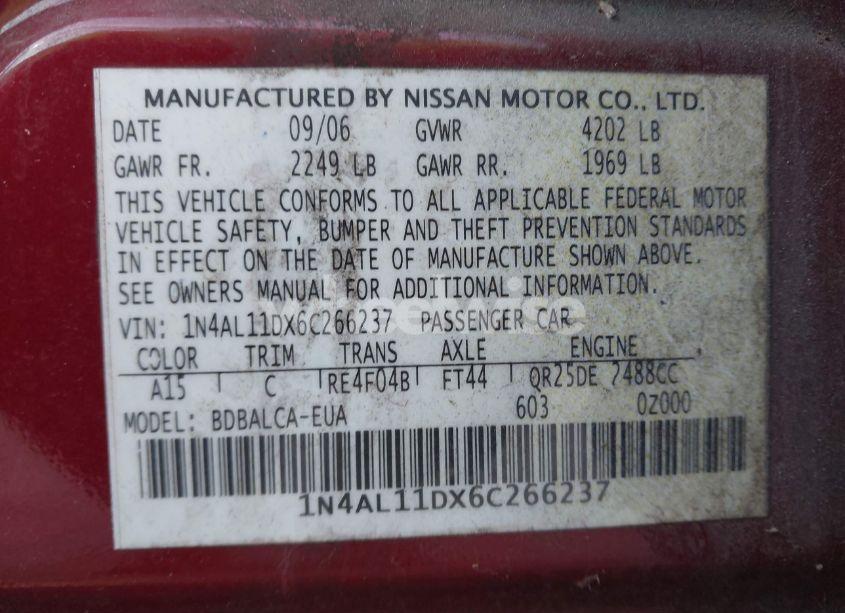 MANUFACTURED BY NISSAN MOTOR CO., LTD.
DATE 09/06 GVWR 4202 LB
GAWR FR. 2249 LB GAWR RR. 1969 LB
THIS VEHICLE CONFORMS TO ALL APPLICABLE FEDERAL MOTOR
VEHICLE SAFETY, BUMPER AND THEFT PREVENTION STANDARDS
IN EFFECT ON THE DATE OF MANUFACTURE SHOWN ABOVE.
SEE OWNERS MANUAL FOR ADDITIONAL INFORMATION.
VIN: 1N4AL11DX6C266237 PASSENGER CAR
COLOR TRIM TRANS AXLE ENGINE
A15 C RE4F04B FT44 QR25DE 2488CC
MODEL: BDBALCA-EUA 603 0Z000
1N4AL11DX6C266237